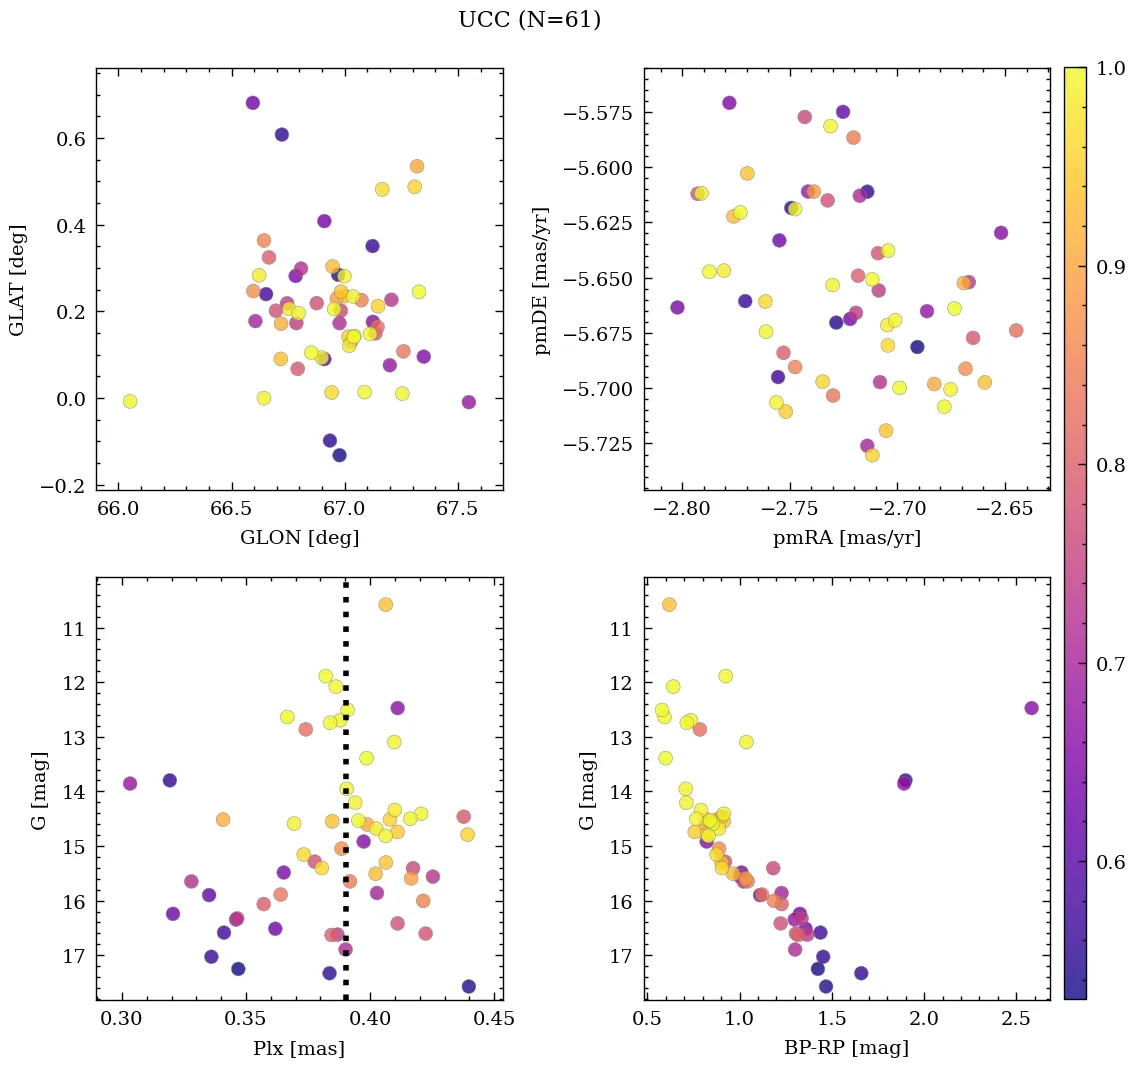 UCC (N=61)
0.6
0.4
0.2
0.0
−0.2
GLAT [deg]
66.0 66.5 67.0 67.5
GLON [deg]
−5.575
−5.600
−5.625
−5.650
−5.675
−5.700
−5.725
pmDE [mas/yr]
−2.80 −2.75 −2.70 −2.65
pmRA [mas/yr]
11
12
13
14
15
16
17
G [mag]
0.30 0.35 0.40 0.45
Plx [mas]
11
12
13
14
15
16
17
G [mag]
0.5 1.0 1.5 2.0 2.5
BP-RP [mag]
1.0
0.9
0.8
0.7
0.6